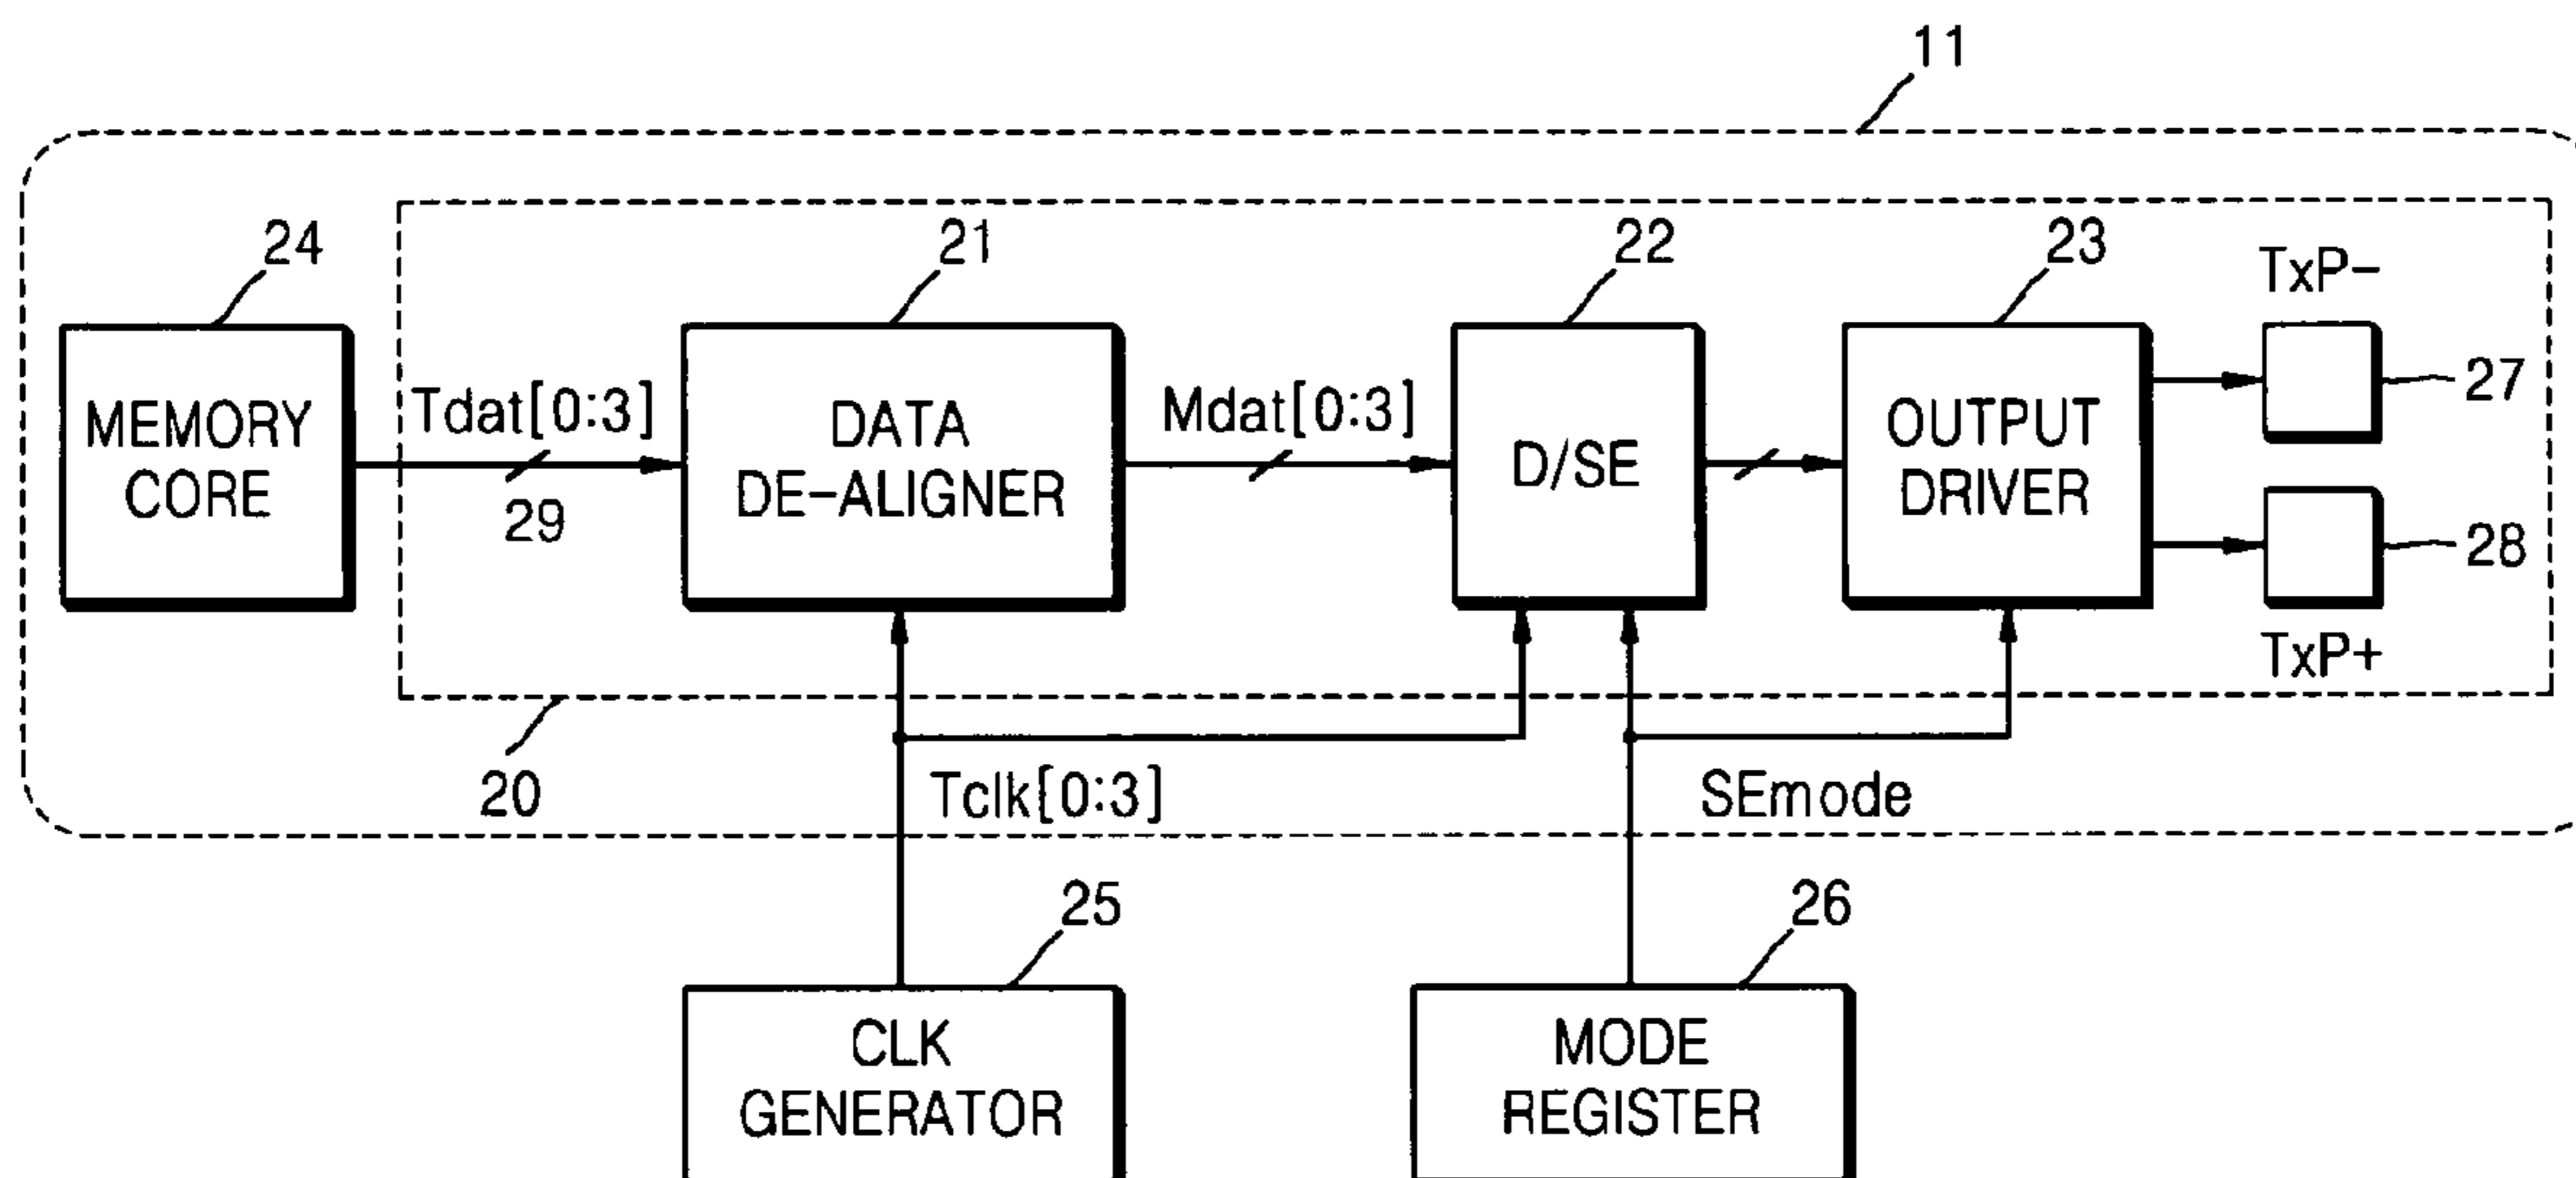 11
24
21
22
23
TxP-
27
MEMORY
CORE
Tdat[0:3]
29
DATA
DE-ALIGNER
Mdat[0:3]
D/SE
OUTPUT
DRIVER
28
TxP+
20
Tclk[0:3]
SEmode
25
26
CLK
GENERATOR
MODE
REGISTER